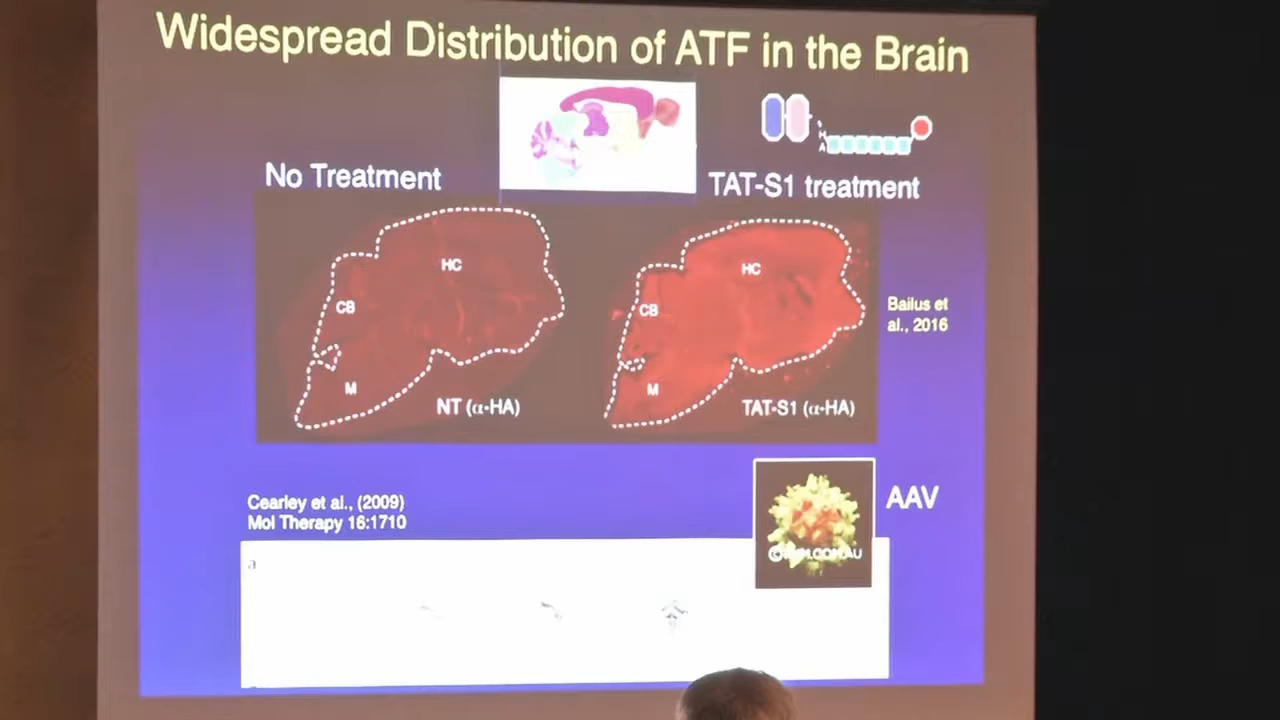 Widespread Distribution of ATF in the Brain
No Treatment
TAT-S1 treatment
HA
HC
CB
M
NT (α-HA)
HC
CB
M
TAT-S1 (α-HA)
Bailus et
al., 2016
Cearley et al., (2009)
Mol Therapy 16:1710
AAV
a